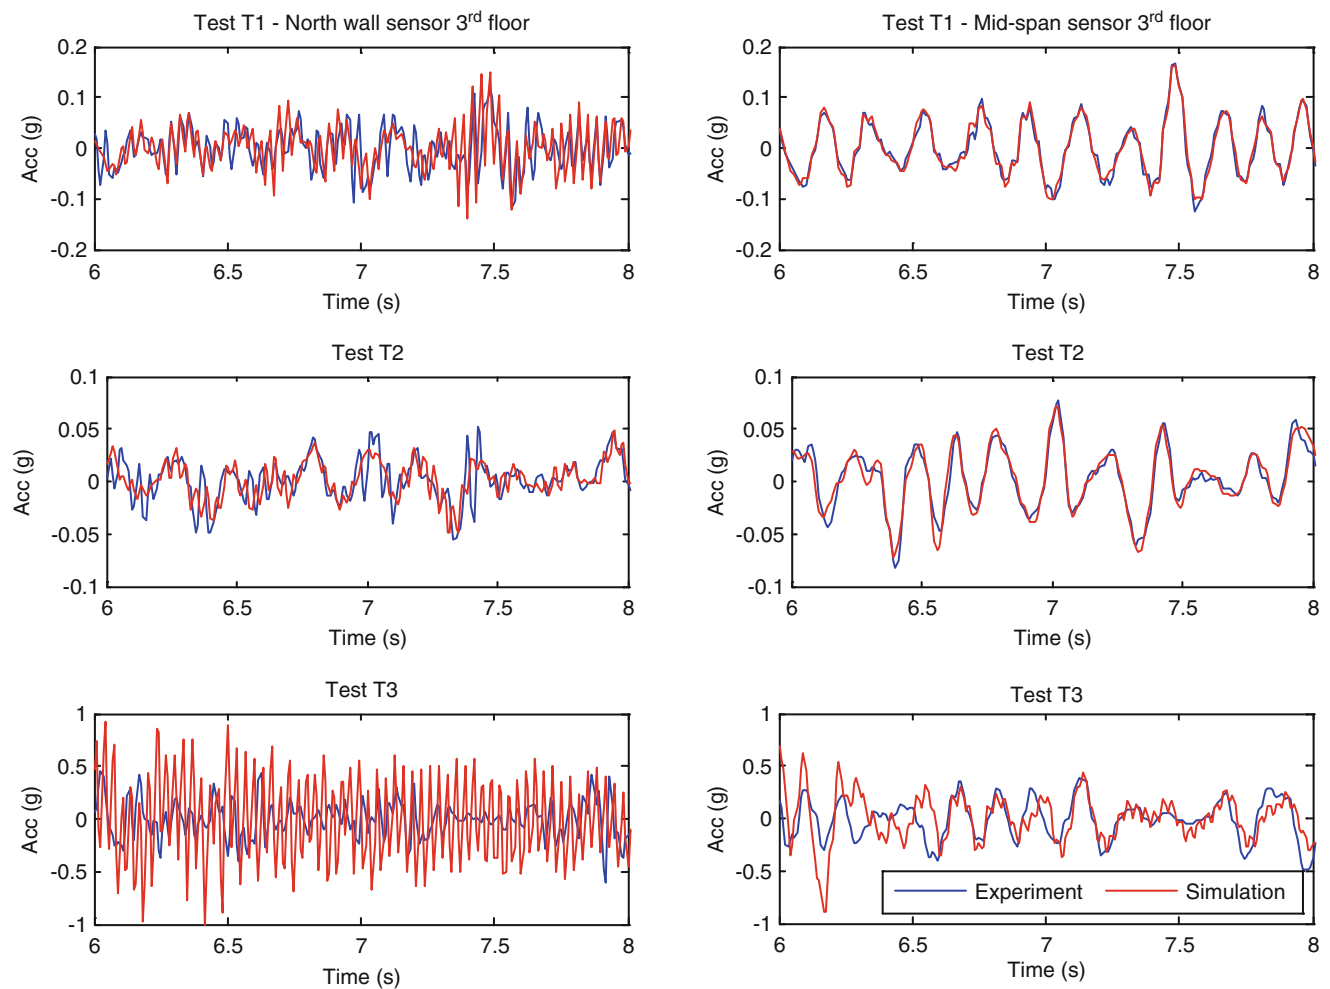 Test T1 - North wall sensor 3rd floor
0.2
0.1
0
-0.1
-0.2
Acc (g)
6 6.5 7 7.5 8
Time (s)
Test T1 - Mid-span sensor 3rd floor
0.2
0.1
0
-0.1
-0.2
Acc (g)
6 6.5 7 7.5 8
Time (s)
Test T2
0.1
0.05
0
-0.05
-0.1
Acc (g)
6 6.5 7 7.5 8
Time (s)
Test T2
0.1
0.05
0
-0.05
-0.1
Acc (g)
6 6.5 7 7.5 8
Time (s)
Test T3
1
0.5
0
-0.5
-1
Acc (g)
6 6.5 7 7.5 8
Time (s)
Test T3
1
0.5
0
-0.5
-1
Acc (g)
Experiment Simulation
6 6.5 7 7.5 8
Time (s)